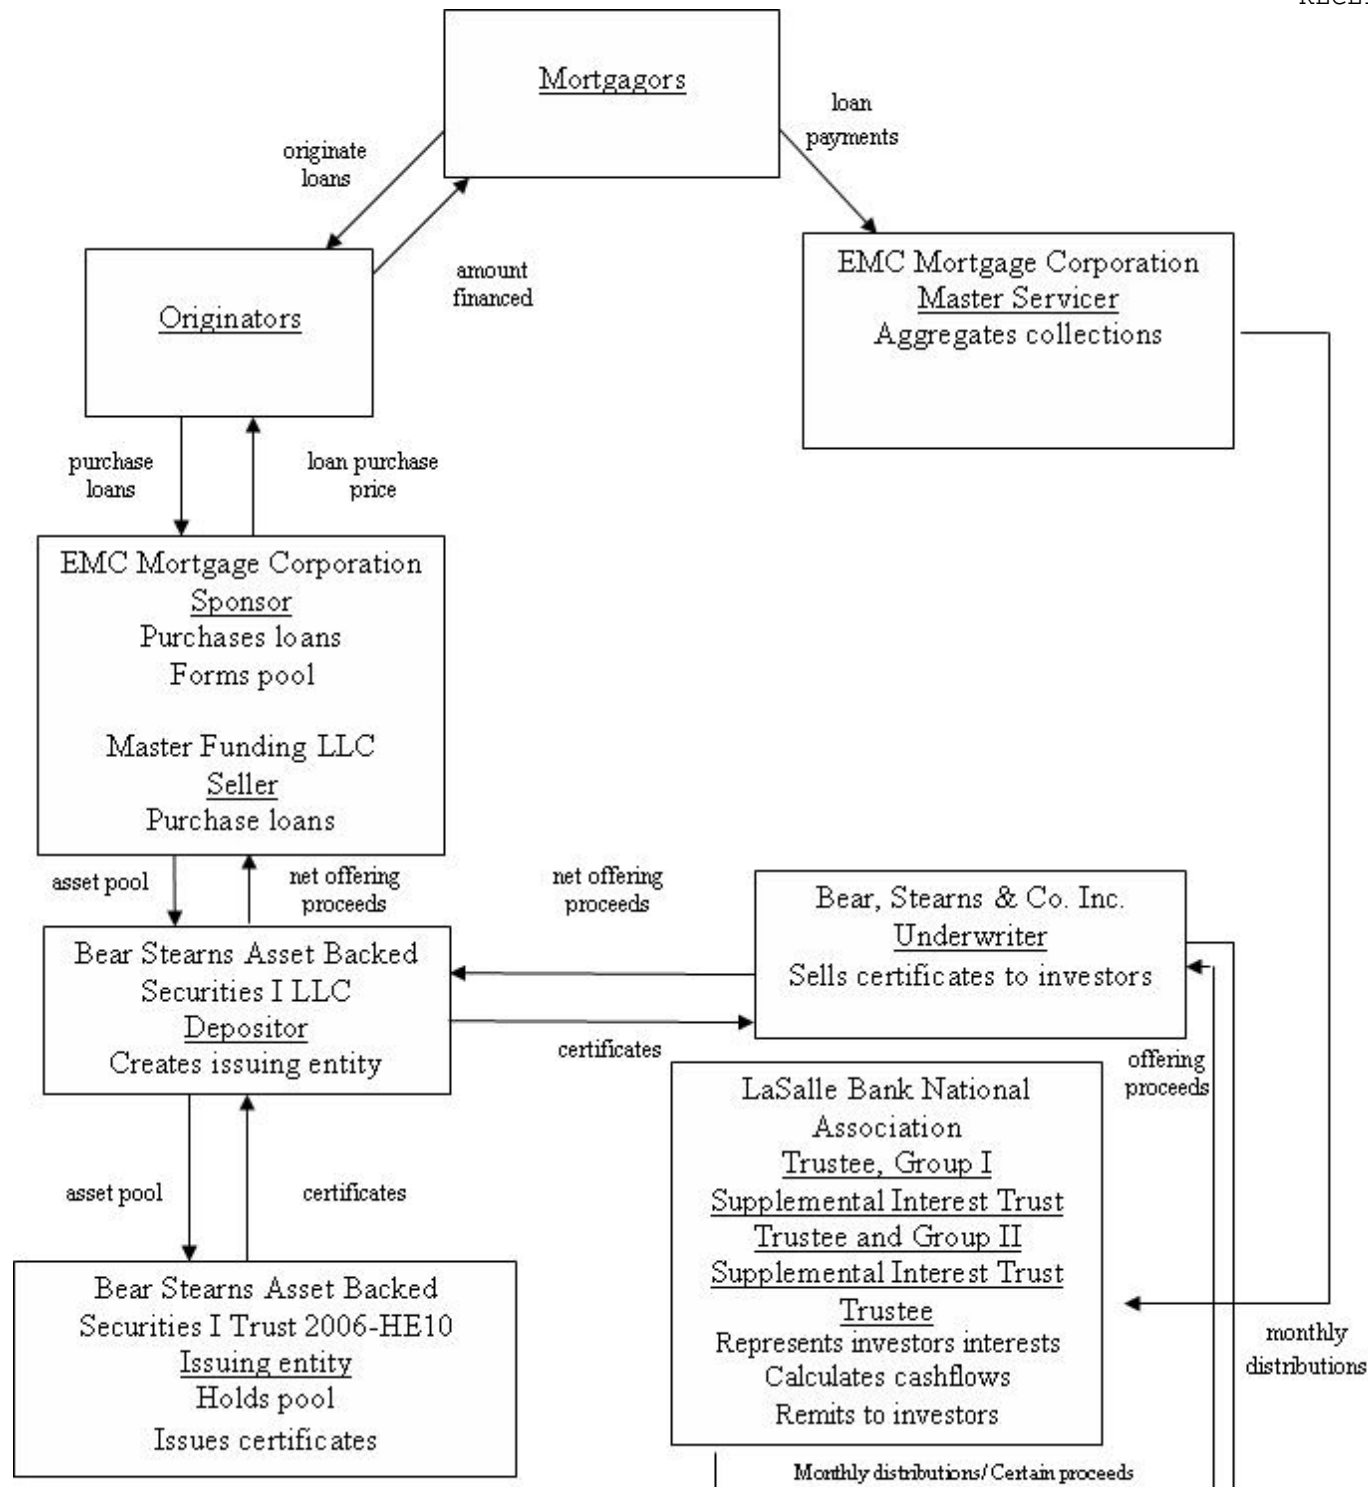 Mortgagors
loan
payments
originate
loans
amount
financed
Originators
EMC Mortgage Corporation
Master Servicer
Aggregates collections
purchase
loans
loan purchase
price
EMC Mortgage Corporation
Sponsor
Purchases loans
Forms pool
Master Funding LLC
Seller
Purchase loans
asset pool
net offering
proceeds
net offering
proceeds
Bear, Stearns & Co. Inc.
Underwriter
Sells certificates to investors
Bear Stearns Asset Backed
Securities I LLC
Depositor
Creates issuing entity
certificates
offering
proceeds
LaSalle Bank National
Association
Trustee, Group I
Supplemental Interest Trust
Trustee and Group II
Supplemental Interest Trust
Trustee
Represents investors interests
Calculates cashflows
Remits to investors
asset pool
certificates
Bear Stearns Asset Backed
Securities I Trust 2006-HE10
Issuing entity
Holds pool
Issues certificates
monthly
distributions
Monthly distributions/ Certain proceeds